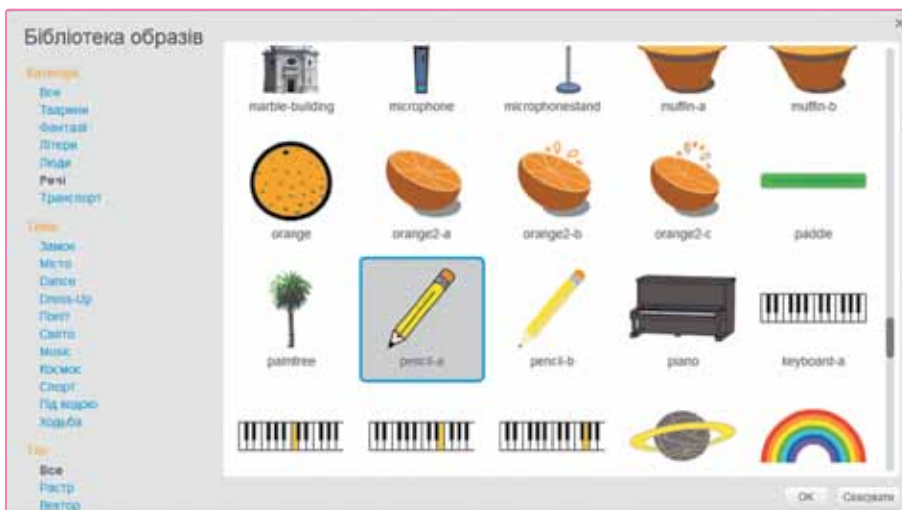 Бібліотека образів
Категорія
Все
Тварини
Фантазії
Літери
Люди
Речі
Транспорт
Тема
Замок
Місто
Dance
Dress-Up
Політ
Свято
Music
Космос
Спорт
Під водою
Ходьба
Тип
Все
Растр
Вектор
marble-building
microphone
microphonestand
muffin-a
muffin-b
orange
orange2-a
orange2-b
orange2-c
paddle
palmtree
pencil-a
pencil-b
piano
keyboard-a
OK
Скасувати